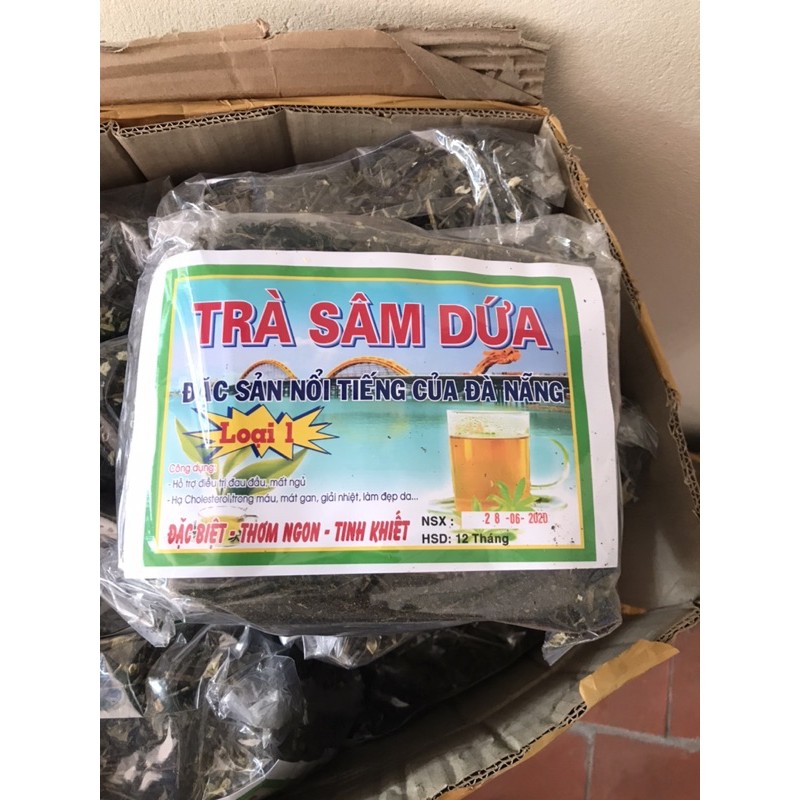 TRÀ SÂM DỨA
ĐẶC SẢN NỔI TIẾNG CỦA ĐÀ NẴNG
Loại 1
Công dụng:
- Hỗ trợ điều trị đau đầu, mất ngủ
- Hạ Cholesterol trong máu, mát gan, giải nhiệt, làm đẹp da...
ĐẶC BIỆT - THƠM NGON - TINH KHIẾT
NSX : 28 -06- 2020
HSD: 12 Tháng